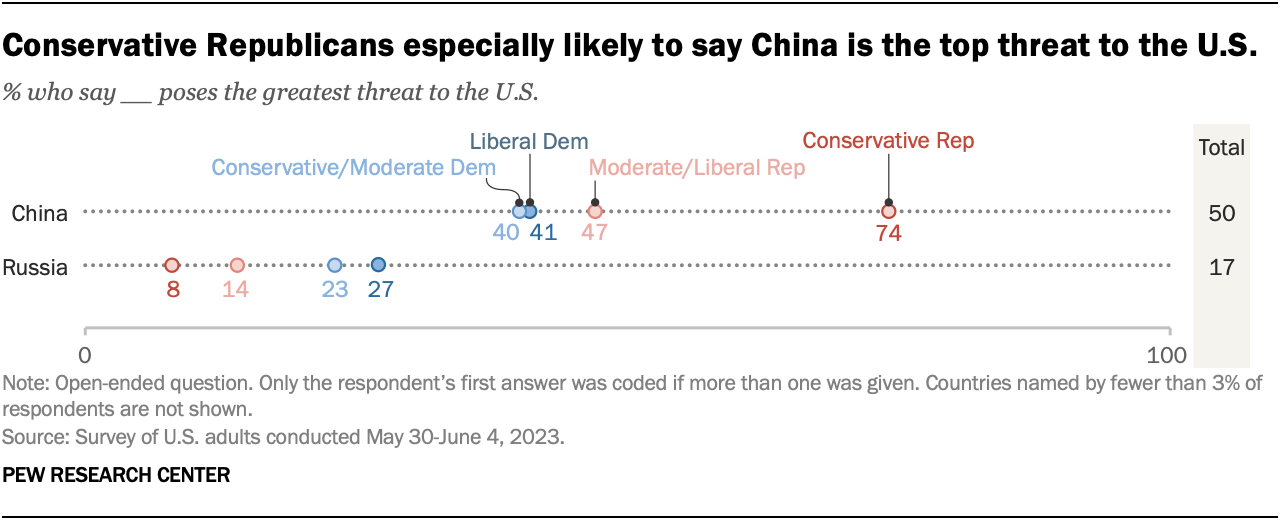 Conservative Republicans especially likely to say China is the top threat to the U.S.
% who say __ poses the greatest threat to the U.S.
Liberal Dem
Conservative Rep
Total
Conservative/Moderate Dem
Moderate/Liberal Rep
China
50
40 41 47 74
Russia
17
8 14 23 27
0 100
Note: Open-ended question. Only the respondent’s first answer was coded if more than one was given. Countries named by fewer than 3% of
respondents are not shown.
Source: Survey of U.S. adults conducted May 30-June 4, 2023.
PEW RESEARCH CENTER